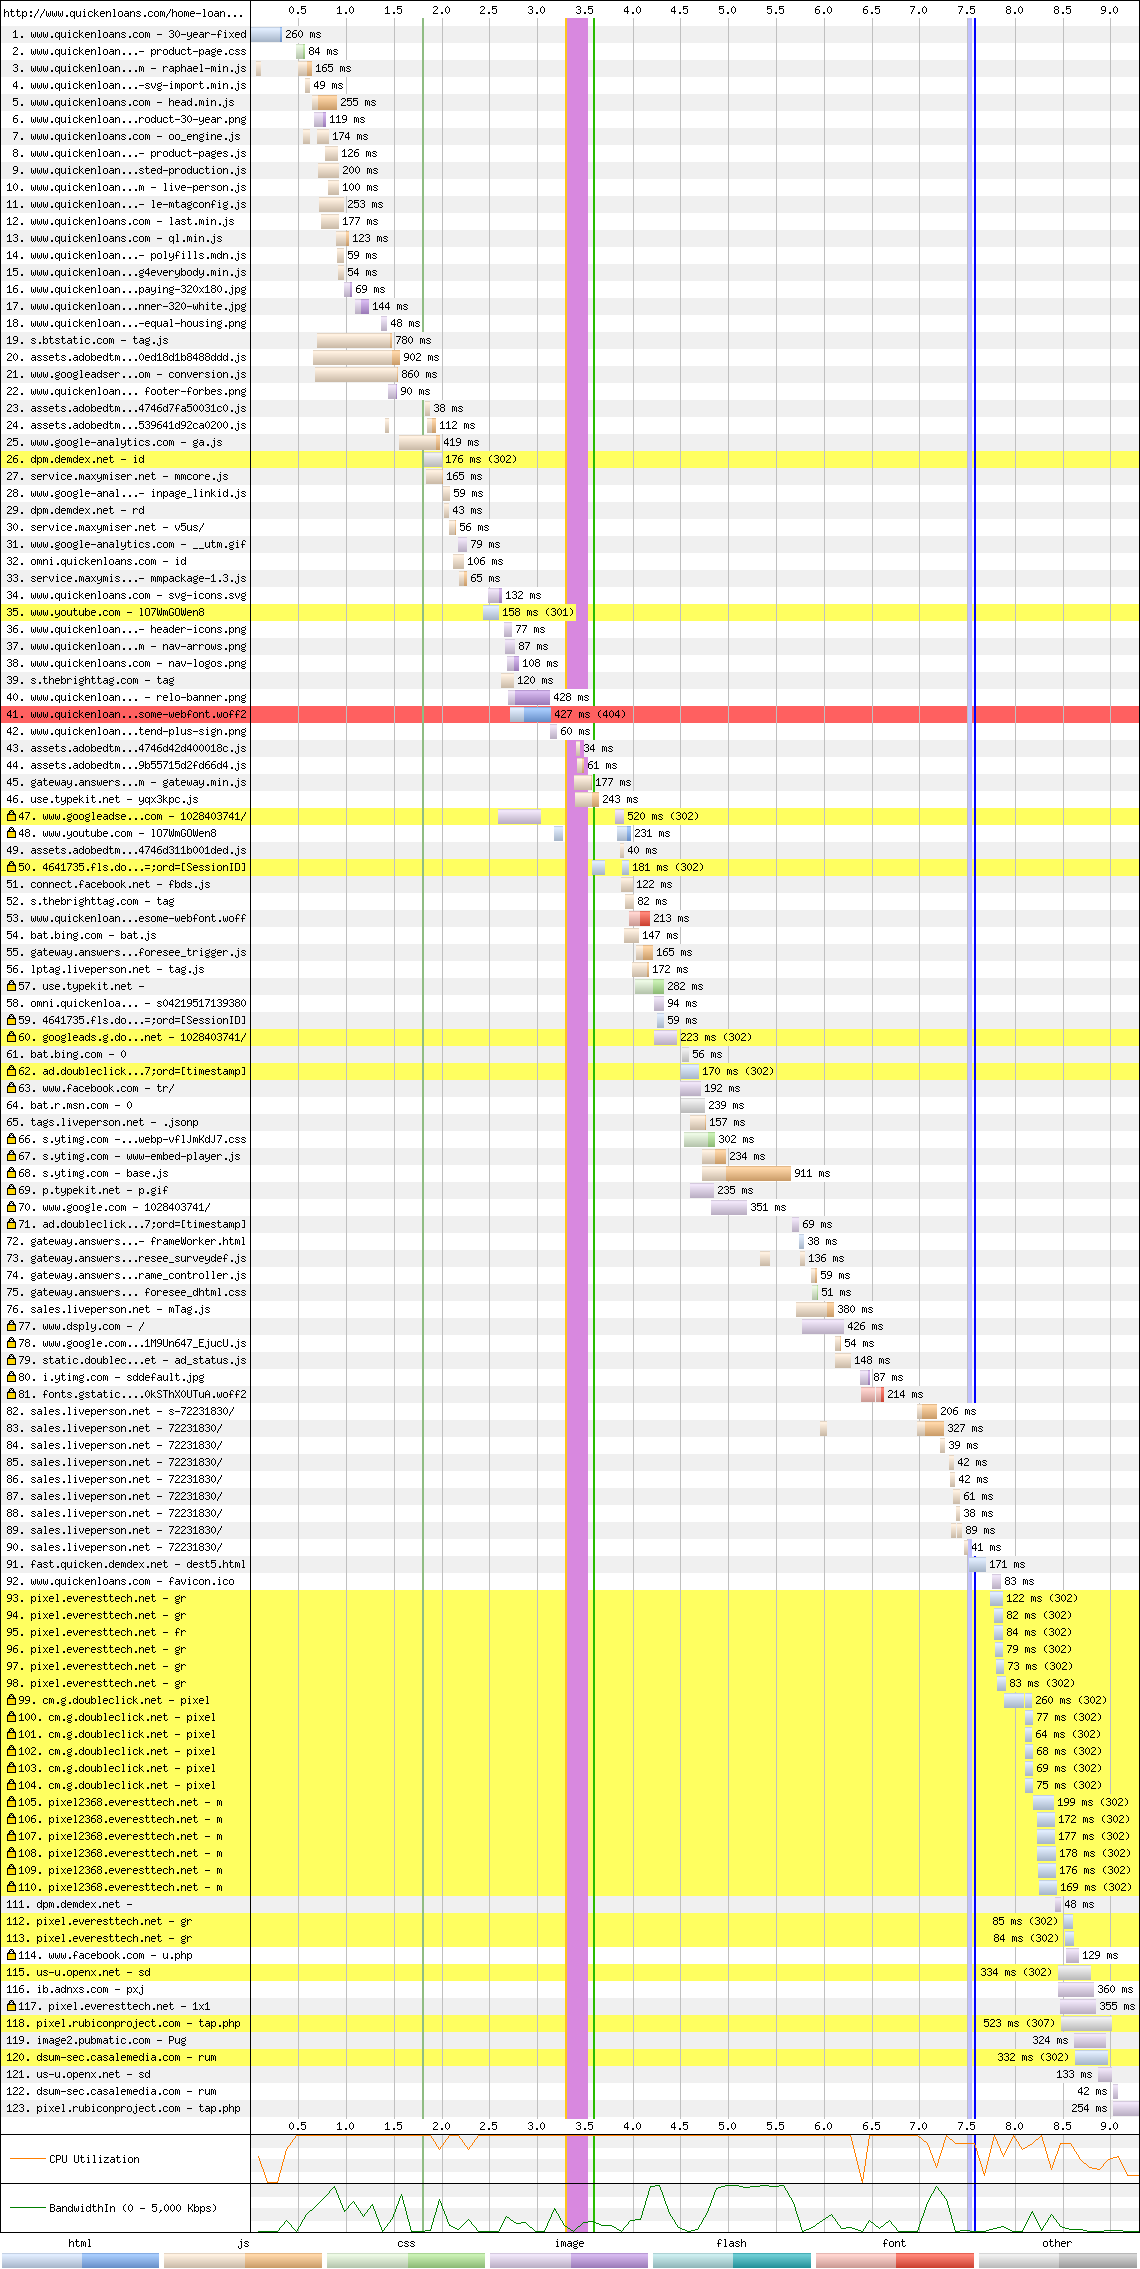 http://www.quickenloans.com/home-loan... 0.5 1.0 1.5 2.0 2.5 3.0 3.5 4.0 4.5 5.0 5.5 6.0 6.5 7.0 7.5 8.0 8.5 9.0
1. www.quickenloans.com - 30-year-fixed 260 ms
2. www.quickenloan...- product-page.css 84 ms
3. www.quickenloan...m - raphael-min.js 165 ms
4. www.quickenloan...-svg-import.min.js 49 ms
5. www.quickenloans.com - head.min.js 255 ms
6. www.quickenloan...roduct-30-year.png 119 ms
7. www.quickenloans.com - oo_engine.js 174 ms
8. www.quickenloan...- product-pages.js 126 ms
9. www.quickenloan...sted-production.js 200 ms
10. www.quickenloan...m - live-person.js 100 ms
11. www.quickenloan...- le-mtagconfig.js 253 ms
12. www.quickenloans.com - last.min.js 177 ms
13. www.quickenloans.com - ql.min.js 123 ms
14. www.quickenloan...- polyfills.mdn.js 59 ms
15. www.quickenloan...g4everybody.min.js 54 ms
16. www.quickenloan...paying-320x180.jpg 69 ms
17. www.quickenloan...nner-320-white.jpg 144 ms
18. www.quickenloan...-equal-housing.png 48 ms
19. s.btstatic.com - tag.js 780 ms
20. assets.adobedtm...0ed18d1b8488ddd.js 902 ms
21. www.googleadser...om - conversion.js 860 ms
22. www.quickenloan... footer-forbes.png 90 ms
23. assets.adobedtm...4746d7fa50031c0.js 38 ms
24. assets.adobedtm...539641d92ca0200.js 112 ms
25. www.google-analytics.com - ga.js 419 ms
26. dpm.demdex.net - id 176 ms (302)
27. service.maxymiser.net - mmcore.js 165 ms
28. www.google-anal...- inpage_linkid.js 59 ms
29. dpm.demdex.net - rd 43 ms
30. service.maxymiser.net - v5us/ 56 ms
31. www.google-analytics.com - __utm.gif 79 ms
32. omni.quickenloans.com - id 106 ms
33. service.maxymis...- mmpackage-1.3.js 65 ms
34. www.quickenloans.com - svg-icons.svg 132 ms
35. www.youtube.com - lO7WmGOWen8 158 ms (301)
36. www.quickenloan...- header-icons.png 77 ms
37. www.quickenloan...m - nav-arrows.png 87 ms
38. www.quickenloans.com - nav-logos.png 108 ms
39. s.thebrighttag.com - tag 120 ms
40. www.quickenloan... - relo-banner.png 428 ms
41. www.quickenloan...some-webfont.woff2 427 ms (404)
42. www.quickenloan...tend-plus-sign.png 60 ms
43. assets.adobedtm...4746d42d400018c.js 34 ms
44. assets.adobedtm...9b55715d2fd66d4.js 61 ms
45. gateway.answers...m - gateway.min.js 177 ms
46. use.typekit.net - yqx3kpc.js 243 ms
47. www.googleadse...com - 1028403741/ 520 ms (302)
48. www.youtube.com - lO7WmGOWen8 231 ms
49. assets.adobedtm...4746d311b001ded.js 40 ms
50. 4641735.fls.do...=;ord=[SessionID] 181 ms (302)
51. connect.facebook.net - fbds.js 122 ms
52. s.thebrighttag.com - tag 82 ms
53. www.quickenloan...esome-webfont.woff 213 ms
54. bat.bing.com - bat.js 147 ms
55. gateway.answers...foresee_trigger.js 165 ms
56. lptag.liveperson.net - tag.js 172 ms
57. use.typekit.net - 282 ms
58. omni.quickenloa... - s04219517139380 94 ms
59. 4641735.fls.do...=;ord=[SessionID] 59 ms
60. googleads.g.do...net - 1028403741/ 223 ms (302)
61. bat.bing.com - 0 56 ms
62. ad.doubleclick...7;ord=[timestamp] 170 ms (302)
63. www.facebook.com - tr/ 192 ms
64. bat.r.msn.com - 0 239 ms
65. tags.liveperson.net - .jsonp 157 ms
66. s.ytimg.com -...webp-vflJmKdJ7.css 302 ms
67. s.ytimg.com - www-embed-player.js 234 ms
68. s.ytimg.com - base.js 911 ms
69. p.typekit.net - p.gif 235 ms
70. www.google.com - 1028403741/ 351 ms
71. ad.doubleclick...7;ord=[timestamp] 69 ms
72. gateway.answers...- frameWorker.html 38 ms
73. gateway.answers...resee_surveydef.js 136 ms
74. gateway.answers...rame_controller.js 59 ms
75. gateway.answers... foresee_dhtml.css 51 ms
76. sales.liveperson.net - mTag.js 380 ms
77. www.dsply.com - / 426 ms
78. www.google.com...1M9Un647_EjucU.js 54 ms
79. static.doublec...et - ad_status.js 148 ms
80. i.ytimg.com - sddefault.jpg 87 ms
81. fonts.gstatic....0kSThX0UTuA.woff2 214 ms
82. sales.liveperson.net - s-72231830/ 206 ms
83. sales.liveperson.net - 72231830/ 327 ms
84. sales.liveperson.net - 72231830/ 39 ms
85. sales.liveperson.net - 72231830/ 42 ms
86. sales.liveperson.net - 72231830/ 42 ms
87. sales.liveperson.net - 72231830/ 61 ms
88. sales.liveperson.net - 72231830/ 38 ms
89. sales.liveperson.net - 72231830/ 89 ms
90. sales.liveperson.net - 72231830/ 41 ms
91. fast.quicken.demdex.net - dest5.html 171 ms
92. www.quickenloans.com - favicon.ico 83 ms
93. pixel.everesttech.net - gr 122 ms (302)
94. pixel.everesttech.net - gr 82 ms (302)
95. pixel.everesttech.net - fr 84 ms (302)
96. pixel.everesttech.net - gr 79 ms (302)
97. pixel.everesttech.net - gr 73 ms (302)
98. pixel.everesttech.net - gr 83 ms (302)
99. cm.g.doubleclick.net - pixel 260 ms (302)
100. cm.g.doubleclick.net - pixel 77 ms (302)
101. cm.g.doubleclick.net - pixel 64 ms (302)
102. cm.g.doubleclick.net - pixel 68 ms (302)
103. cm.g.doubleclick.net - pixel 69 ms (302)
104. cm.g.doubleclick.net - pixel 75 ms (302)
105. pixel2368.everesttech.net - m 199 ms (302)
106. pixel2368.everesttech.net - m 172 ms (302)
107. pixel2368.everesttech.net - m 177 ms (302)
108. pixel2368.everesttech.net - m 178 ms (302)
109. pixel2368.everesttech.net - m 176 ms (302)
110. pixel2368.everesttech.net - m 169 ms (302)
111. dpm.demdex.net - 48 ms
112. pixel.everesttech.net - gr 85 ms (302)
113. pixel.everesttech.net - gr 84 ms (302)
114. www.facebook.com - u.php 129 ms
115. us-u.openx.net - sd 334 ms (302)
116. ib.adnxs.com - pxj 360 ms
117. pixel.everesttech.net - 1x1 355 ms
118. pixel.rubiconproject.com - tap.php 523 ms (307)
119. image2.pubmatic.com - Pug 324 ms
120. dsum-sec.casalemedia.com - rum 332 ms (302)
121. us-u.openx.net - sd 133 ms
122. dsum-sec.casalemedia.com - rum 42 ms
123. pixel.rubiconproject.com - tap.php 254 ms
0.5 1.0 1.5 2.0 2.5 3.0 3.5 4.0 4.5 5.0 5.5 6.0 6.5 7.0 7.5 8.0 8.5 9.0
CPU Utilization
BandwidthIn (0 - 5,000 Kbps)
html js css image flash font other